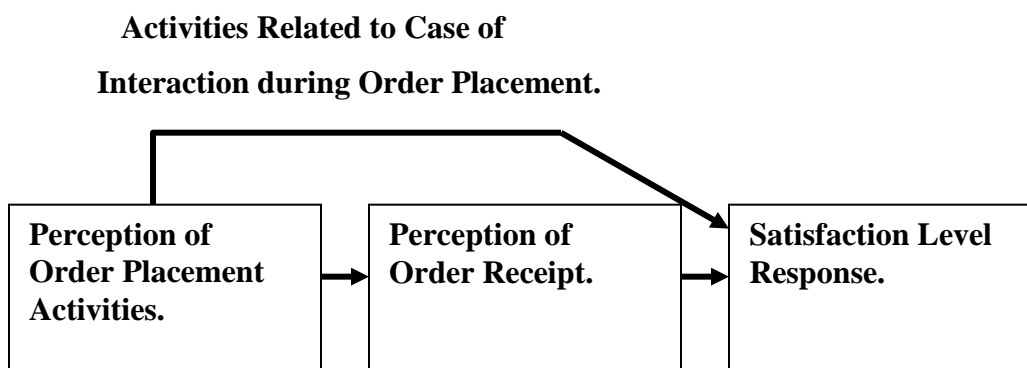 Activities Related to Case of
Interaction during Order Placement.
Perception of
Order Placement
Activities.
Perception of
Order Receipt.
Satisfaction Level
Response.